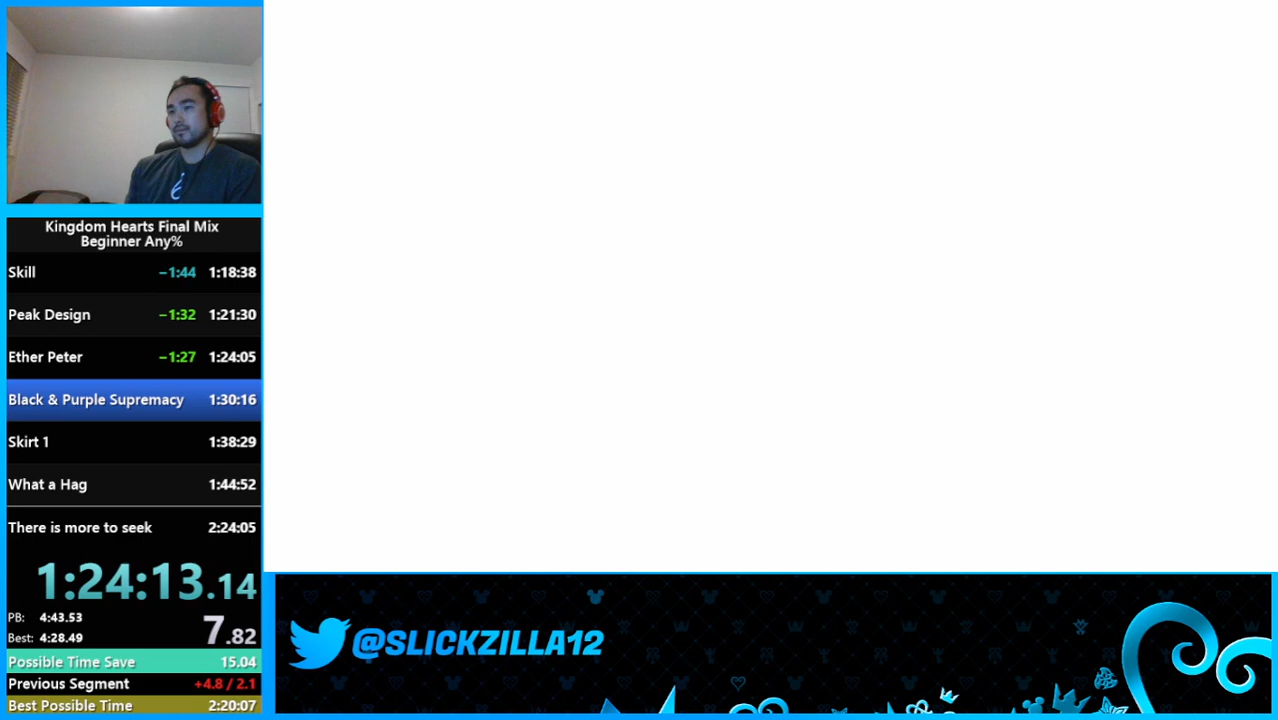 Kingdom Hearts Final Mix
Beginner Any%
Skill −1:44 1:18:38
Peak Design −1:32 1:21:30
Ether Peter −1:27 1:24:05
Black & Purple Supremacy 1:30:16
Skirt 1 1:38:29
What a Hag 1:44:52
There is more to seek 2:24:05
1:24:13.14
PB: 4:43.53
Best: 4:28.49
7.82
Possible Time Save 15.04
Previous Segment +4.8 / 2.1
Best Possible Time 2:20:07
@SLICKZILLA12